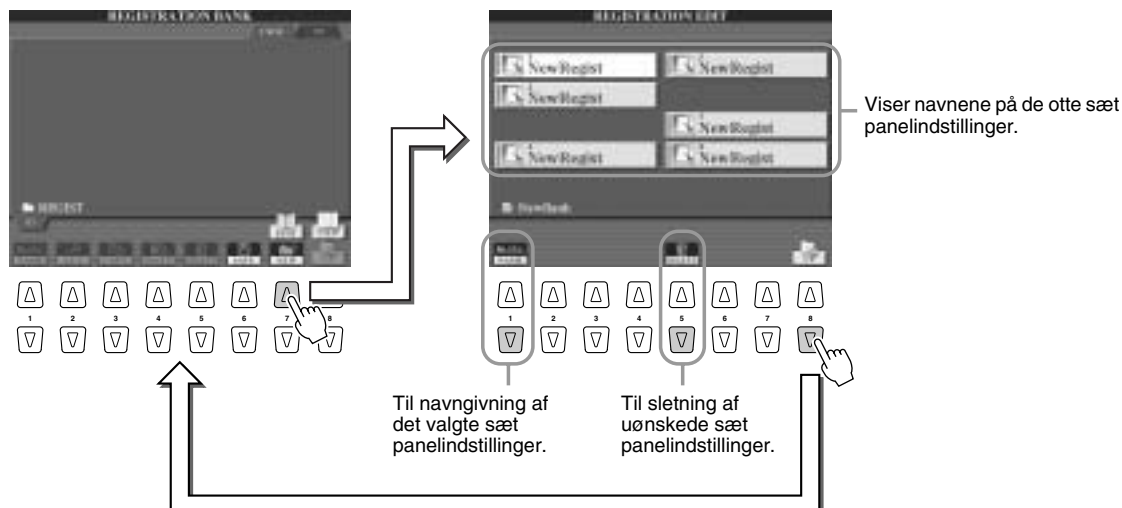 REGISTRATION BANK
REGIST
1 2 3 4 5 6 7 8
REGISTRATION EDIT
NewRegist NewRegist
NewRegist
NewRegist
NewRegist NewRegist
NewBank
1 2 3 4 5 6 7 8
Viser navnene på de otte sæt
panelindstillinger.
Til navngivning af
det valgte sæt
panelindstillinger.
Til sletning af
uønskede sæt
panelindstillinger.